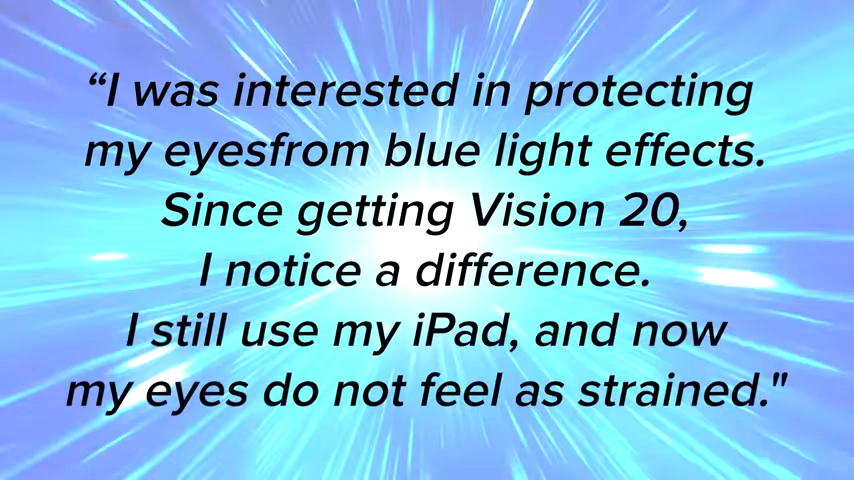 “I was interested in protecting
my eyesfrom blue light effects.
Since getting Vision 20,
I notice a difference.
I still use my iPad, and now
my eyes do not feel as strained."